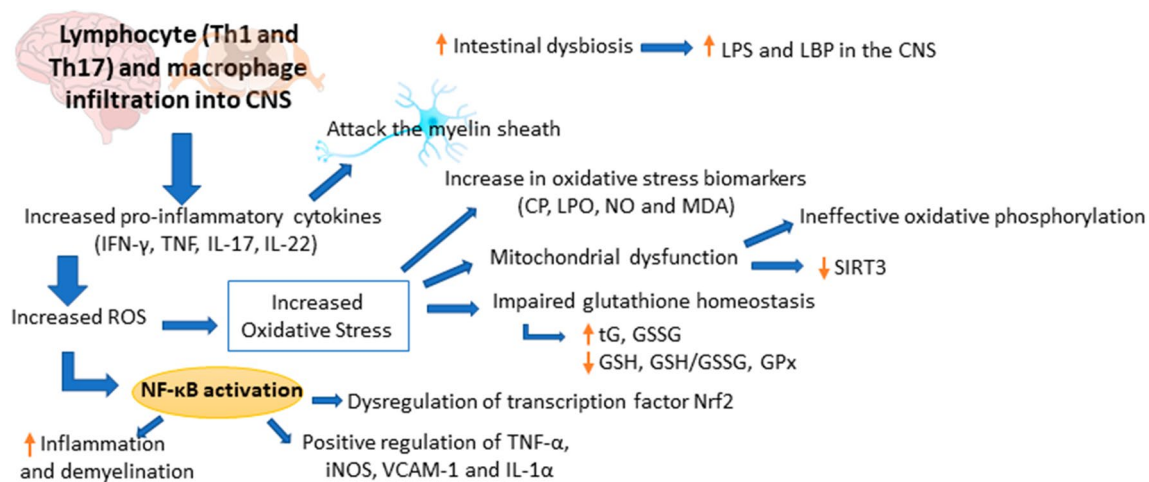 Lymphocyte (Th1 and
Th17) and macrophage
infiltration into CNS
↑ Intestinal dysbiosis
↑ LPS and LBP in the CNS
Attack the myelin sheath
Increased pro-inflammatory cytokines
(IFN-γ, TNF, IL-17, IL-22)
Increase in oxidative stress biomarkers
(CP, LPO, NO and MDA)
Mitochondrial dysfunction
Ineffective oxidative phosphorylation
↓ SIRT3
Increased ROS
Increased
Oxidative Stress
Impaired glutathione homeostasis
↑ tG, GSSG
↓ GSH, GSH/GSSG, GPx
NF-κB activation
Dysregulation of transcription factor Nrf2
↑ Inflammation
and demyelination
Positive regulation of TNF-α,
iNOS, VCAM-1 and IL-1α